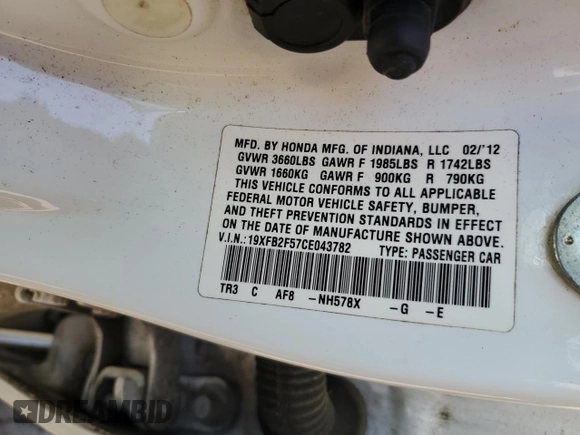 MFD. BY HONDA MFG. OF INDIANA, LLC 02/'12
GVWR 3660LBS GAWR F 1985LBS R 1742LBS
GVWR 1660KG GAWR F 900KG R 790KG
THIS VEHICLE CONFORMS TO ALL APPLICABLE
FEDERAL MOTOR VEHICLE SAFETY, BUMPER,
AND THEFT PREVENTION STANDARDS IN EFFECT
ON THE DATE OF MANUFACTURE SHOWN ABOVE.
V.I.N.: 19XFB2F57CE043782 TYPE: PASSENGER CAR
TR3 C AF8 -NH578X -G -E
DREAMBID